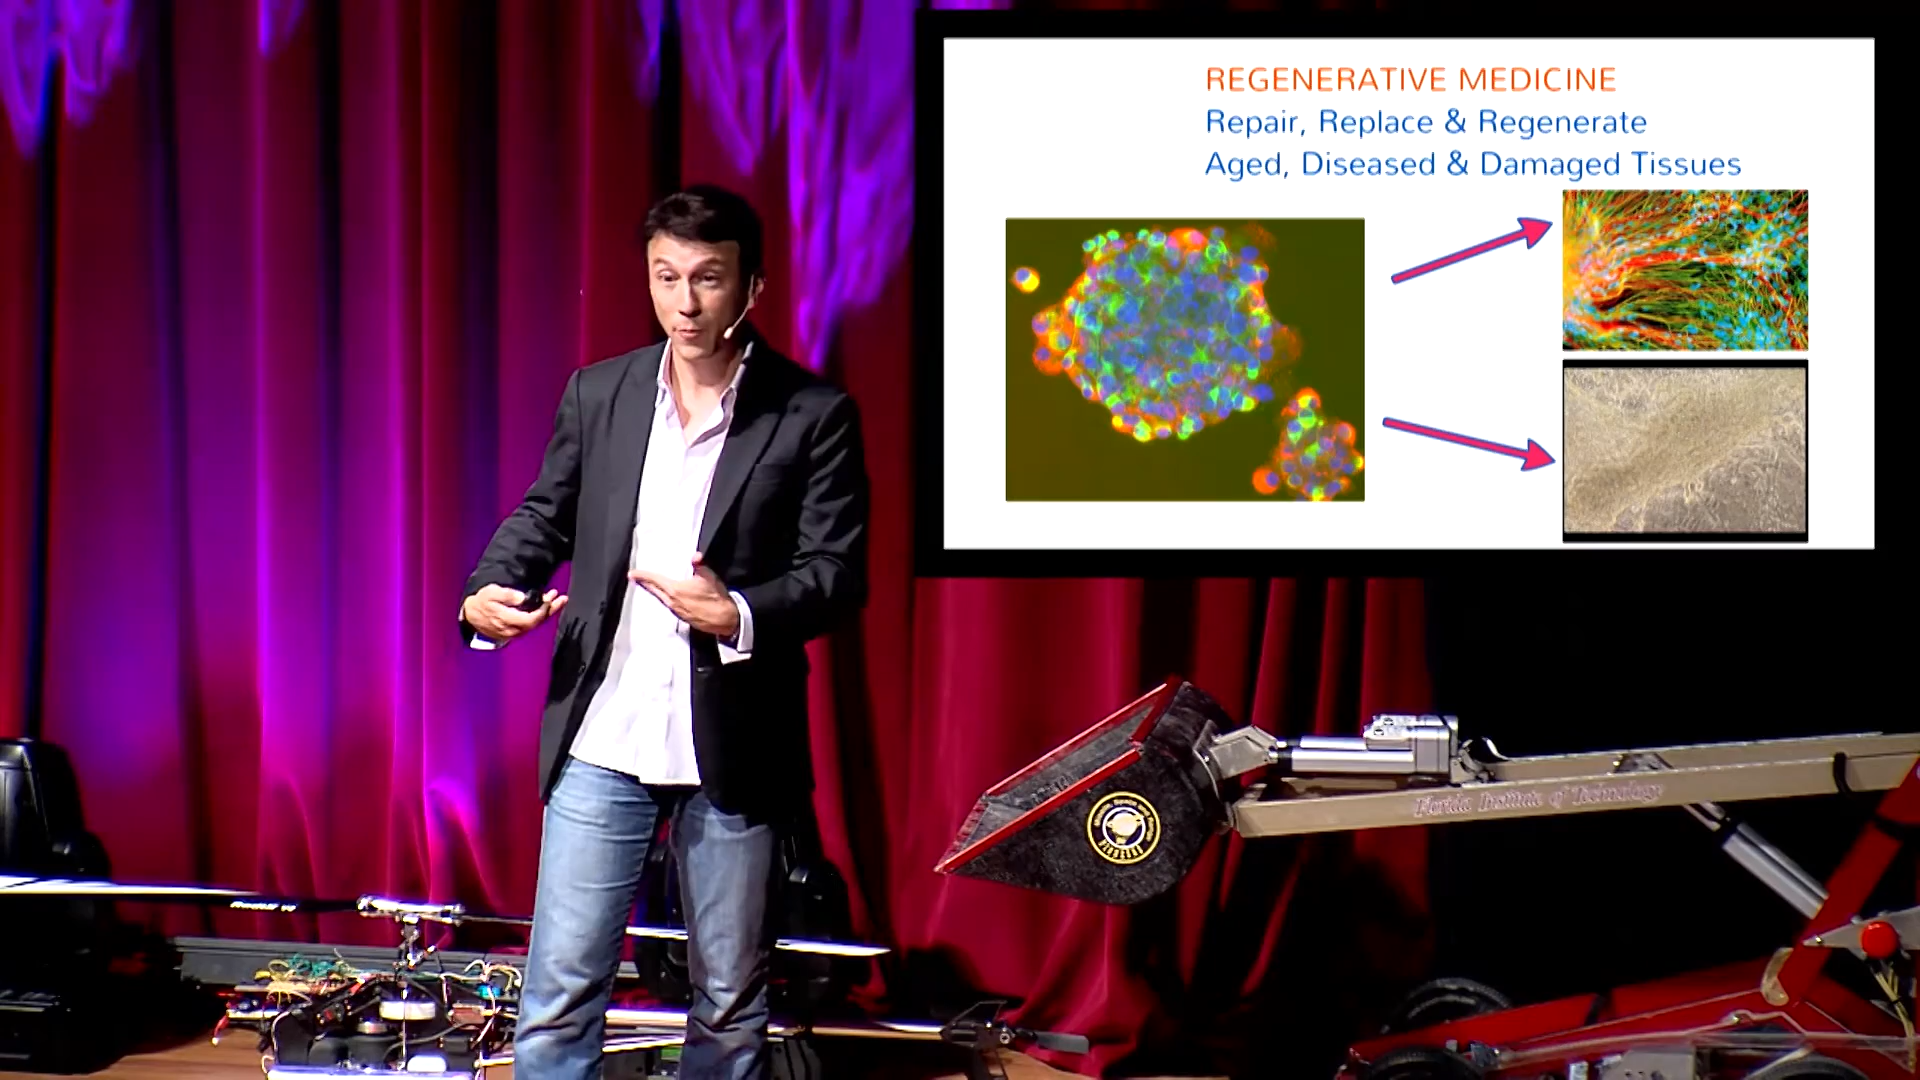 REGENERATIVE MEDICINE
Repair, Replace & Regenerate
Aged, Diseased & Damaged Tissues
Florida Institute of Technology